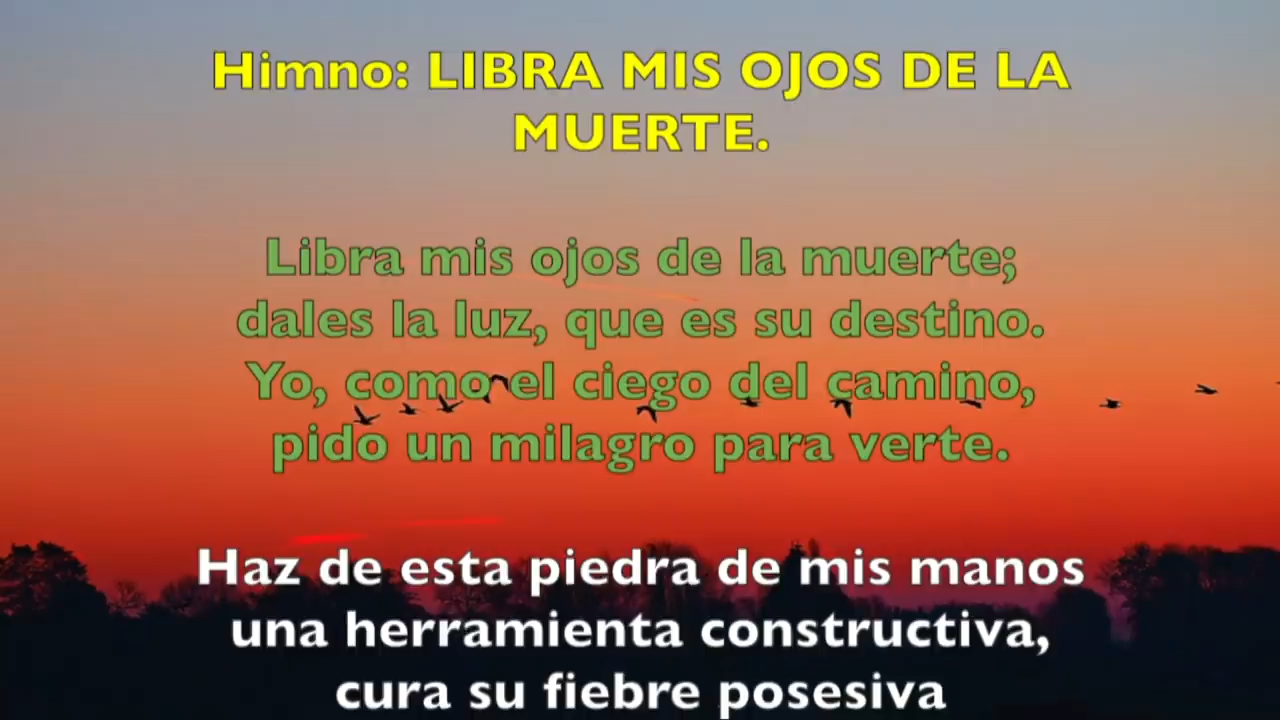 Himno: LIBRA MIS OJOS DE LA
MUERTE.
Libra mis ojos de la muerte;
dales la luz, que es su destino.
Yo, como el ciego del camino,
pido un milagro para verte.
Haz de esta piedra de mis manos
una herramienta constructiva,
cura su fiebre posesiva